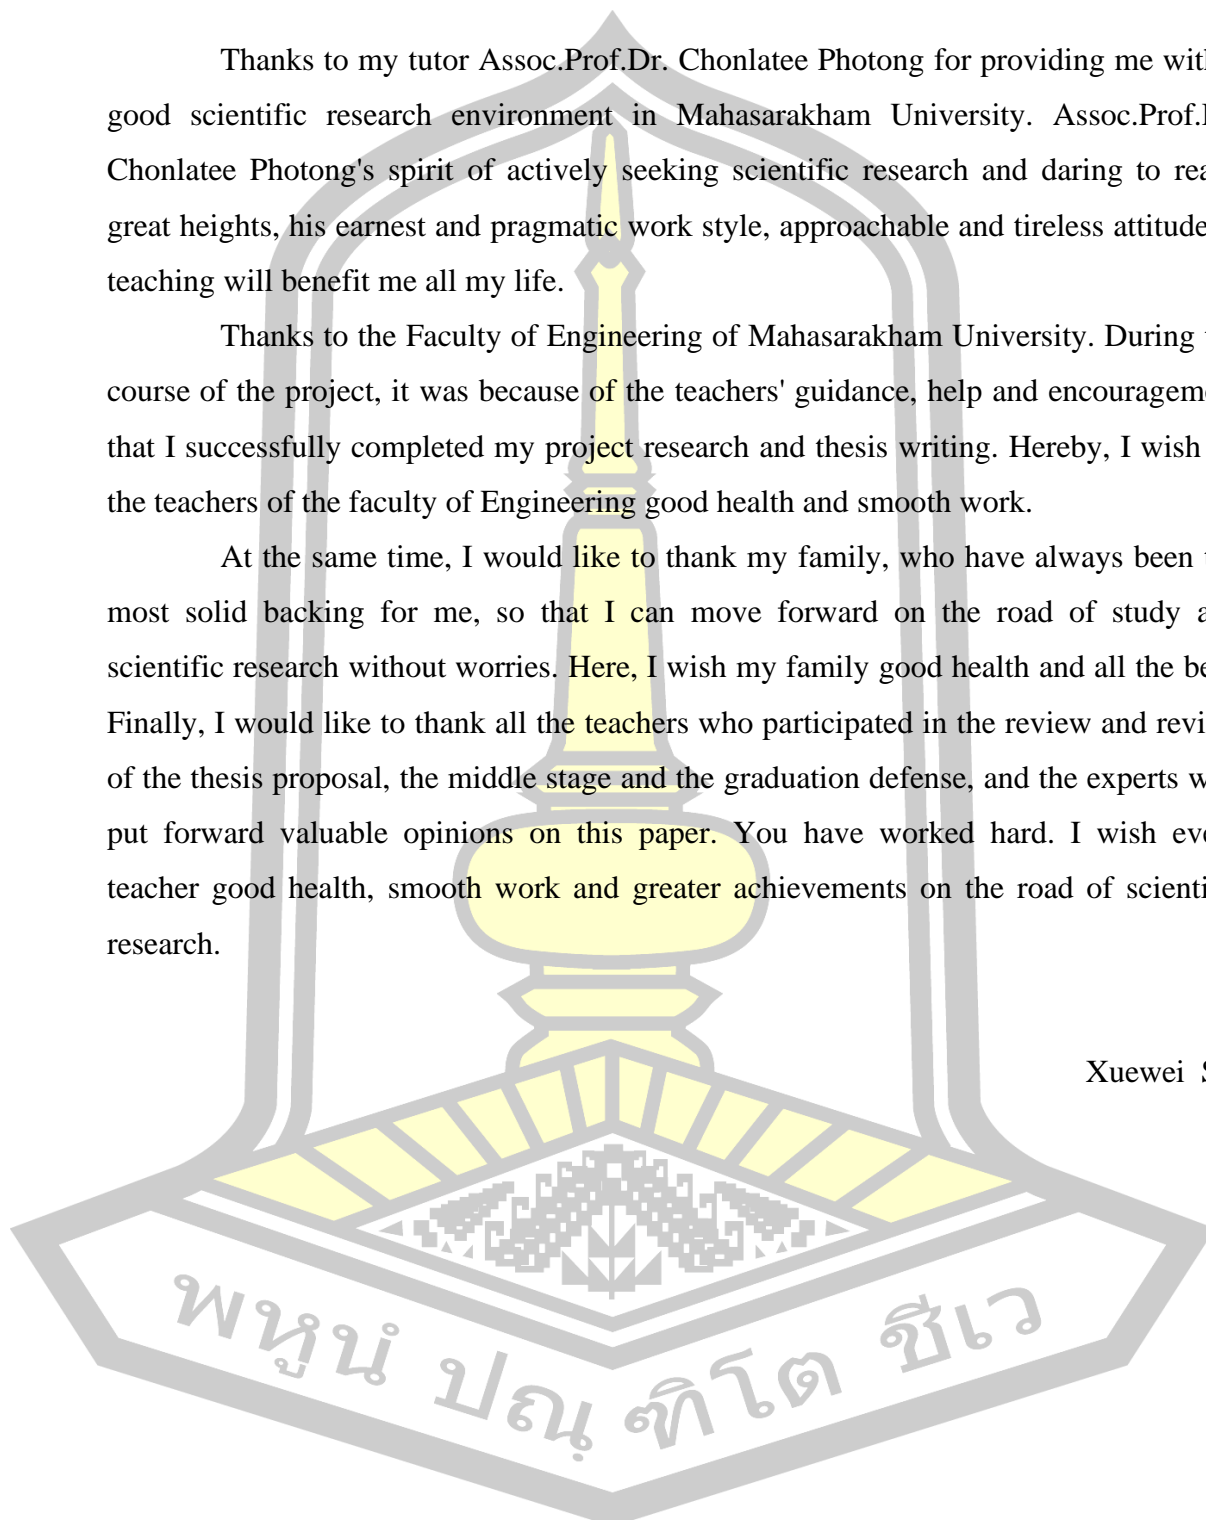 Thanks to my tutor Assoc.Prof.Dr. Chonlatee Photong for providing me with
good scientific research environment in Mahasarakham University. Assoc.Prof.
Chonlatee Photong's spirit of actively seeking scientific research and daring to
great heights, his earnest and pragmatic work style, approachable and tireless attitude
teaching will benefit me all my life.
Thanks to the Faculty of Engineering of Mahasarakham University. During
course of the project, it was because of the teachers' guidance, help and
that I successfully completed my project research and thesis writing. Hereby, I wish
the teachers of the faculty of Engineering good health and smooth work.
At the same time, I would like to thank my family, who have always been
most solid backing for me, so that I can move forward on the road of study
scientific research without worries. Here, I wish my family good health and all the
Finally, I would like to thank all the teachers who participated in the review and
of the thesis proposal, the middle stage and the graduation defense, and the experts
put forward valuable opinions on this paper. You have worked hard. I wish
teacher good health, smooth work and greater achievements on the road of
research.
Xuewei
พหูนํ ปณฺฑิโต ชีเว